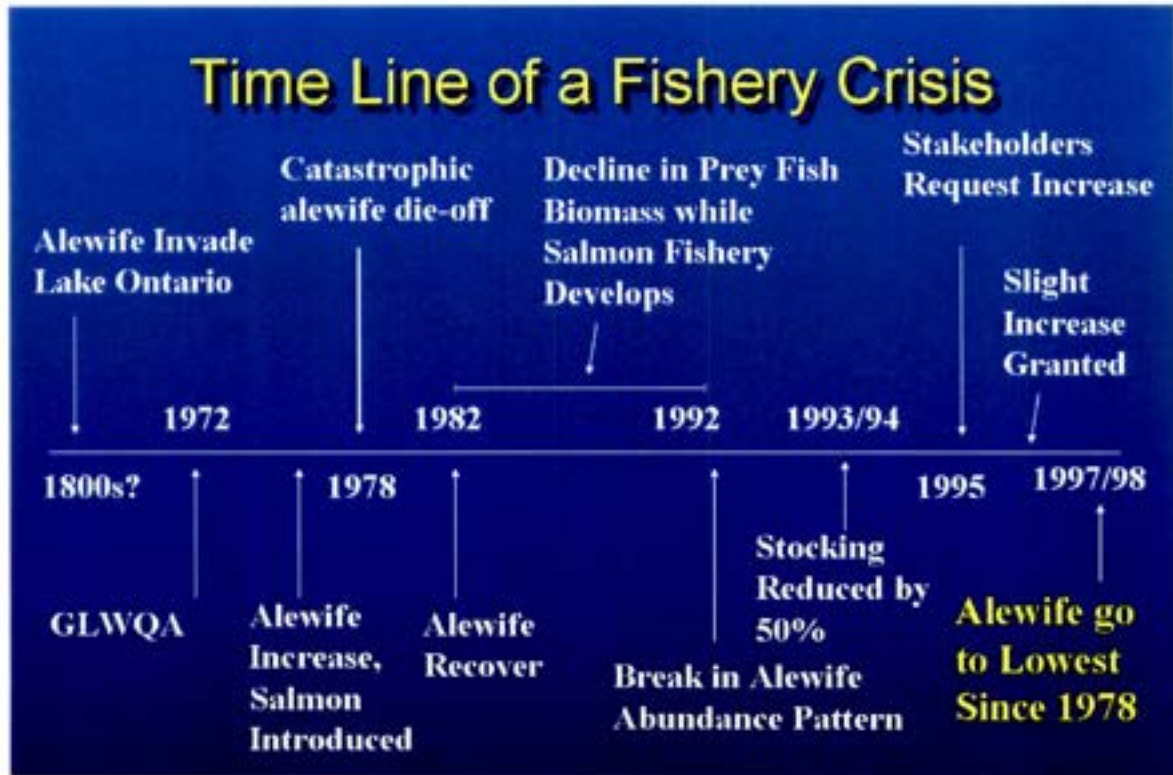 Time Line of a Fishery Crisis
Alewife Invade
Lake Ontario
Catastrophic
alewife die-off
Decline in Prey Fish
Biomass while
Salmon Fishery
Develops
Stakeholders
Request Increase
Slight
Increase
Granted
1972
1982
1992
1993/94
1800s?
1978
1995
1997/98
GLWQA
Alewife
Increase,
Salmon
Introduced
Alewife
Recover
Break in Alewife
Abundance Pattern
Stocking
Reduced by
50%
Alewife go
to Lowest
Since 1978